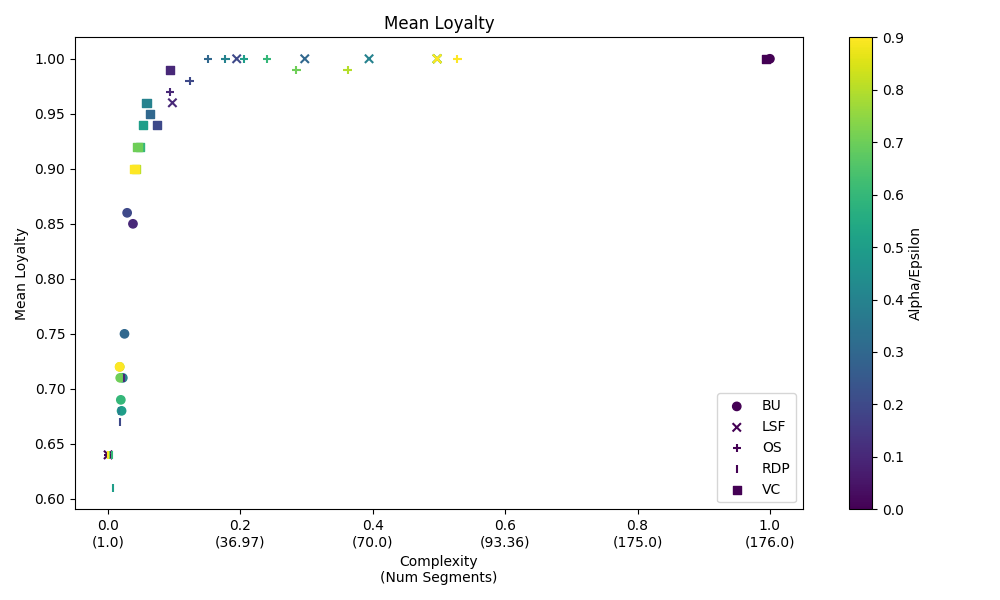 Mean Loyalty
1.00
0.95
0.90
0.85
0.80
0.75
0.70
0.65
0.60
Mean Loyalty
0.0 0.2 0.4 0.6 0.8 1.0
(1.0) (36.97) (70.0) (93.36) (175.0) (176.0)
Complexity
(Num Segments)
BU
LSF
OS
RDP
VC
0.9
0.8
0.7
0.6
0.5
0.4
0.3
0.2
0.1
0.0
Alpha/Epsilon